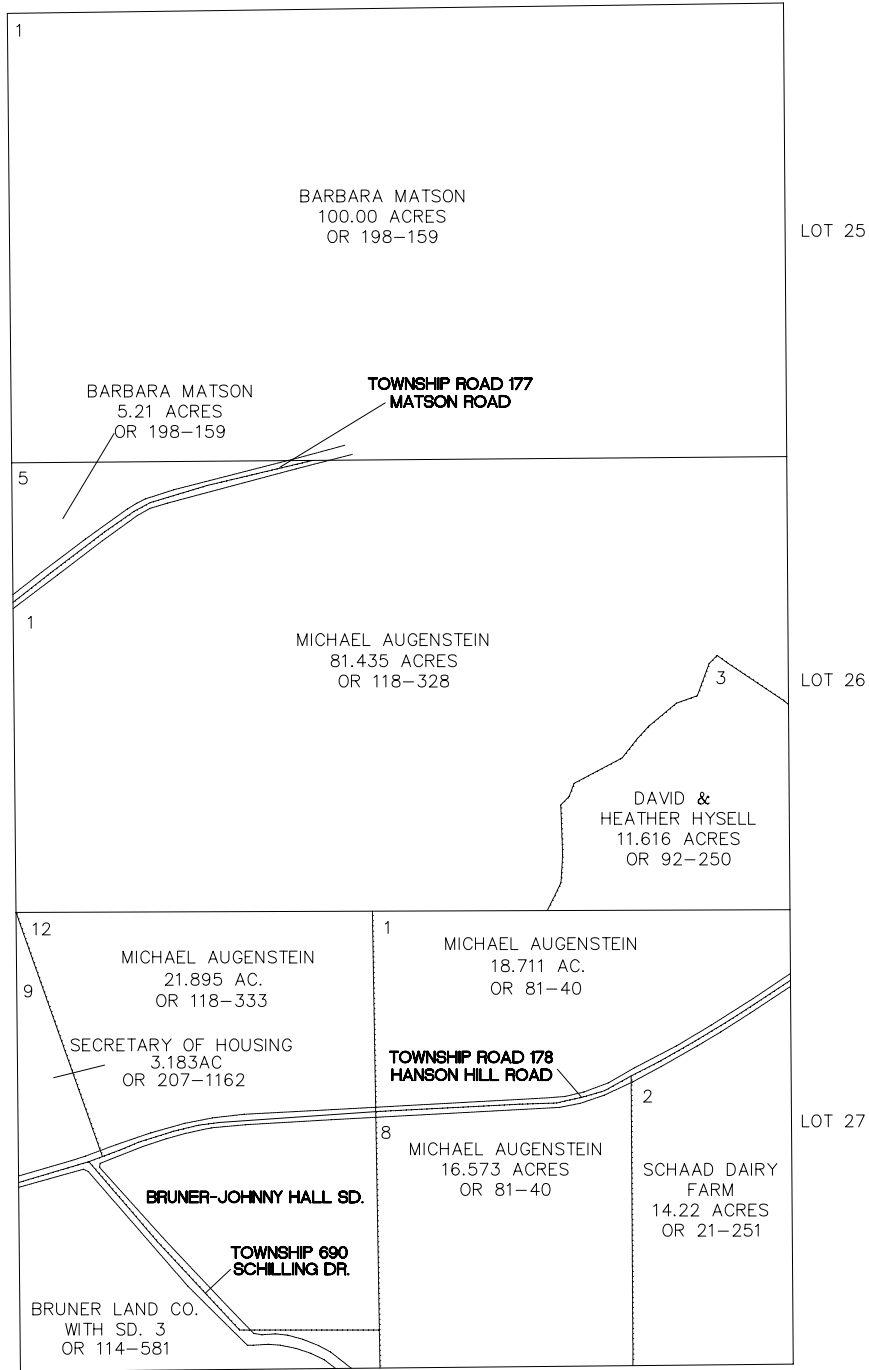 1
BARBARA MATSON
100.00 ACRES
OR 198-159
LOT 25
BARBARA MATSON
5.21 ACRES
OR 198-159
TOWNSHIP ROAD 177
MATSON ROAD
5
1
MICHAEL AUGENSTEIN
81.435 ACRES
OR 118-328
3
LOT 26
DAVID &
HEATHER HYSELL
11.616 ACRES
OR 92-250
12
MICHAEL AUGENSTEIN
21.895 AC.
OR 118-333
1
MICHAEL AUGENSTEIN
18.711 AC.
OR 81-40
9
SECRETARY OF HOUSING
3.183AC
OR 207-1162
TOWNSHIP ROAD 178
HANSON HILL ROAD
2
LOT 27
8
MICHAEL AUGENSTEIN
16.573 ACRES
OR 81-40
SCHAAD DAIRY
FARM
14.22 ACRES
OR 21-251
BRUNER-JOHNNY HALL SD.
TOWNSHIP 690
SCHILLING DR.
BRUNER LAND CO.
WITH SD. 3
OR 114-581